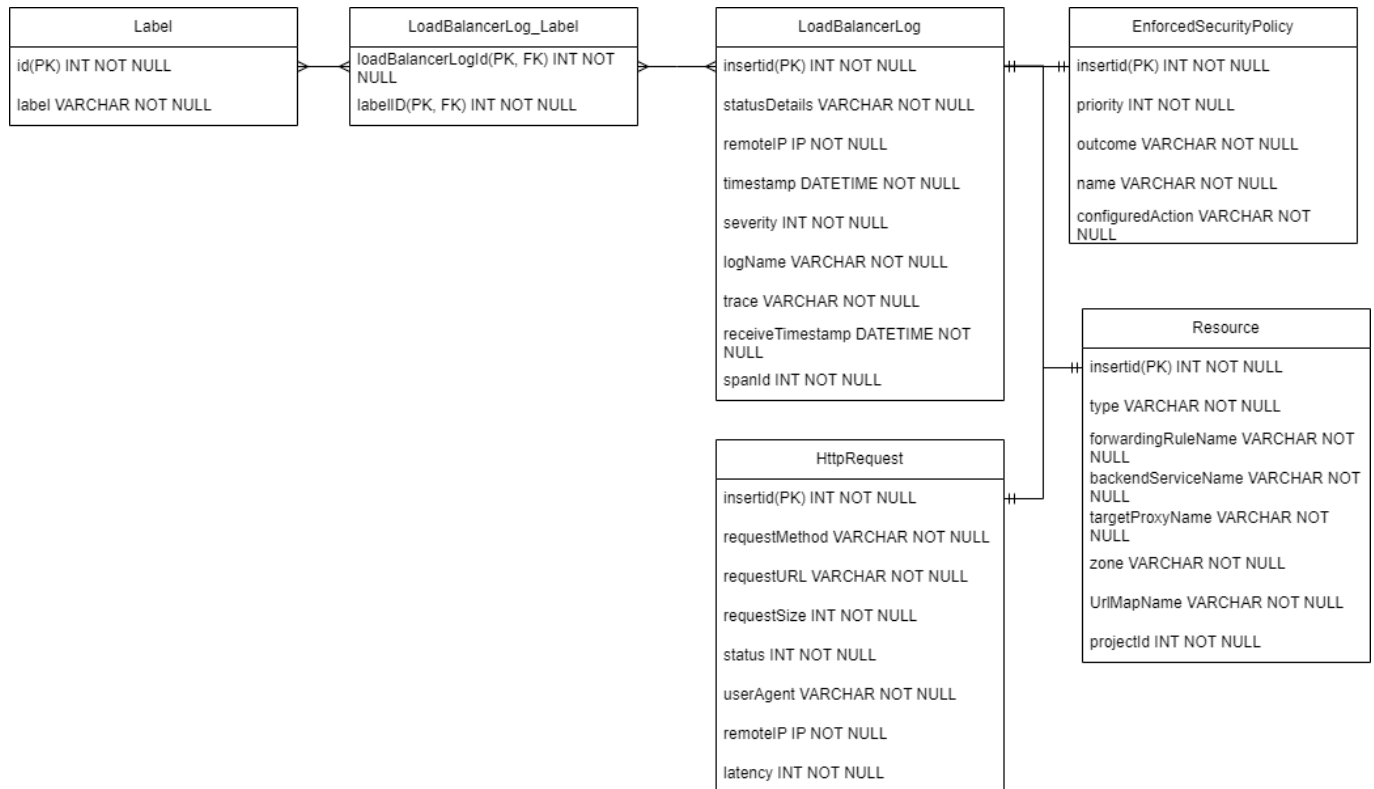 Label
id(PK) INT NOT NULL
label VARCHAR NOT NULL
LoadBalancerLog_Label
loadBalancerLogId(PK, FK) INT NOT
NULL
labelID(PK, FK) INT NOT NULL
LoadBalancerLog
insertid(PK) INT NOT NULL
statusDetails VARCHAR NOT NULL
remoteIP IP NOT NULL
timestamp DATETIME NOT NULL
severity INT NOT NULL
logName VARCHAR NOT NULL
trace VARCHAR NOT NULL
receiveTimestamp DATETIME NOT
NULL
spanId INT NOT NULL
EnforcedSecurityPolicy
insertid(PK) INT NOT NULL
priority INT NOT NULL
outcome VARCHAR NOT NULL
name VARCHAR NOT NULL
configuredAction VARCHAR NOT
NULL
Resource
insertid(PK) INT NOT NULL
type VARCHAR NOT NULL
forwardingRuleName VARCHAR NOT
NULL
backendServiceName VARCHAR NOT
NULL
targetProxyName VARCHAR NOT
NULL
zone VARCHAR NOT NULL
UrlMapName VARCHAR NOT NULL
projectId INT NOT NULL
HttpRequest
insertid(PK) INT NOT NULL
requestMethod VARCHAR NOT NULL
requestURL VARCHAR NOT NULL
requestSize INT NOT NULL
status INT NOT NULL
userAgent VARCHAR NOT NULL
remoteIP IP NOT NULL
latency INT NOT NULL